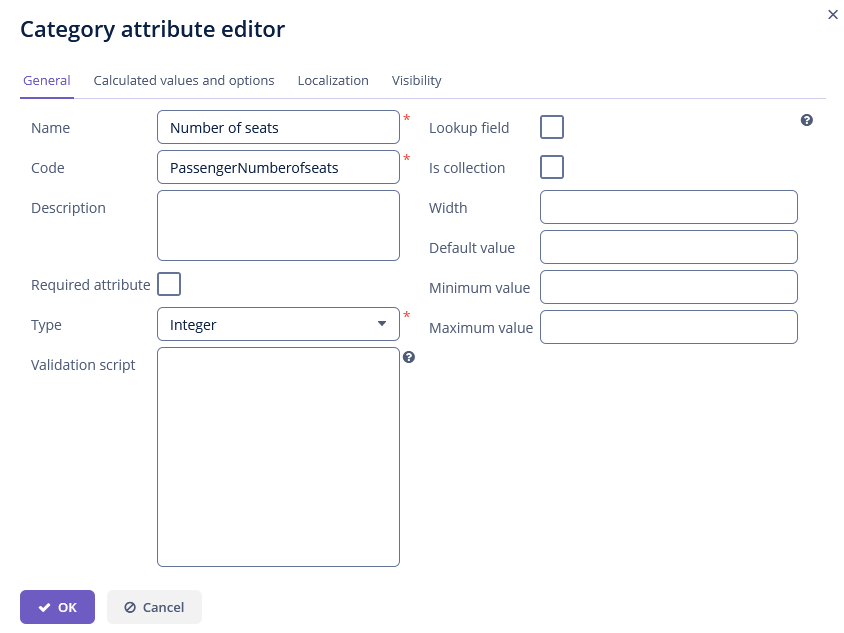 Category attribute editor
General Calculated values and options Localization Visibility
Name Number of seats * Lookup field
Code PassengerNumberofseats * Is collection
Description Width
Default value
Required attribute Minimum value
Type Integer * Maximum value
Validation script
OK Cancel